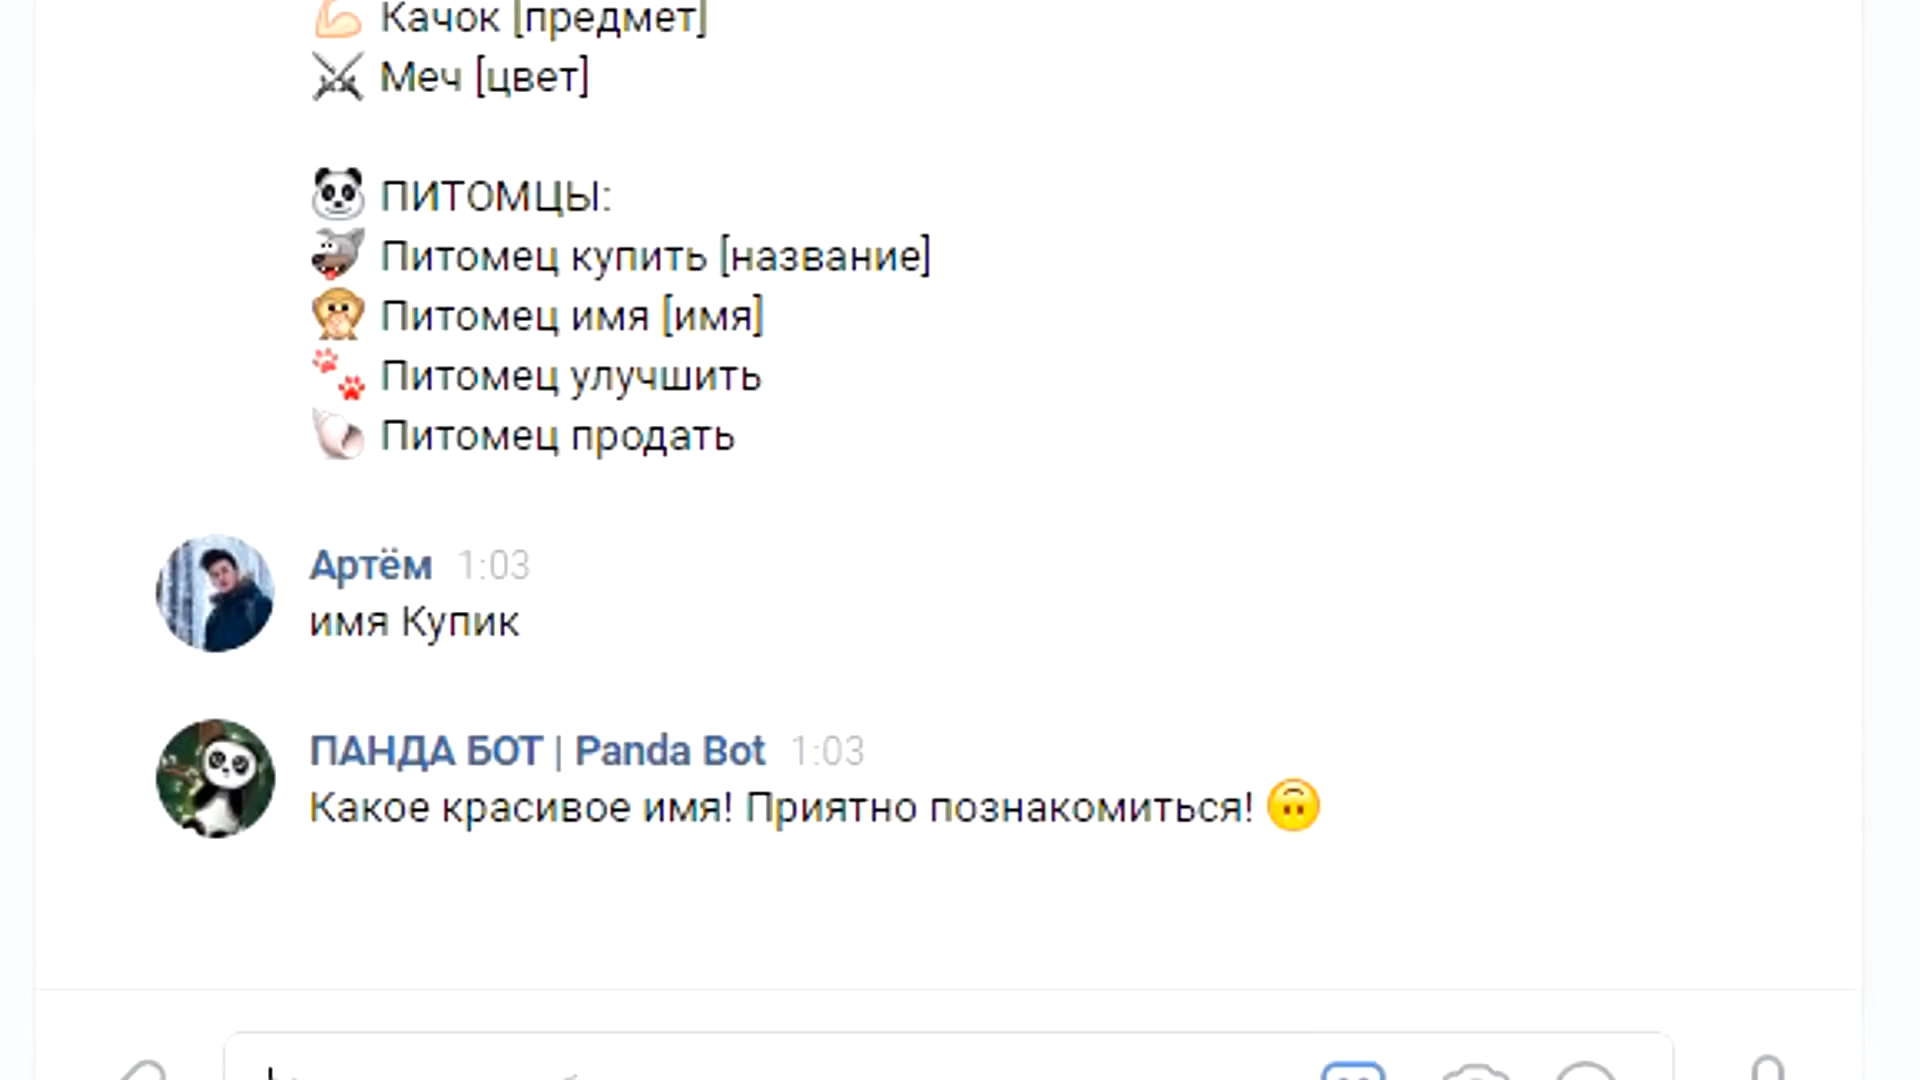 Качок [предмет]
Меч [цвет]
ПИТОМЦЫ:
Питомец купить [название]
Питомец имя [имя]
Питомец улучшить
Питомец продать
Артём 1:03
имя Купик
ПАНДА БОТ | Panda Bot 1:03
Какое красивое имя! Приятно познакомиться! 🙃